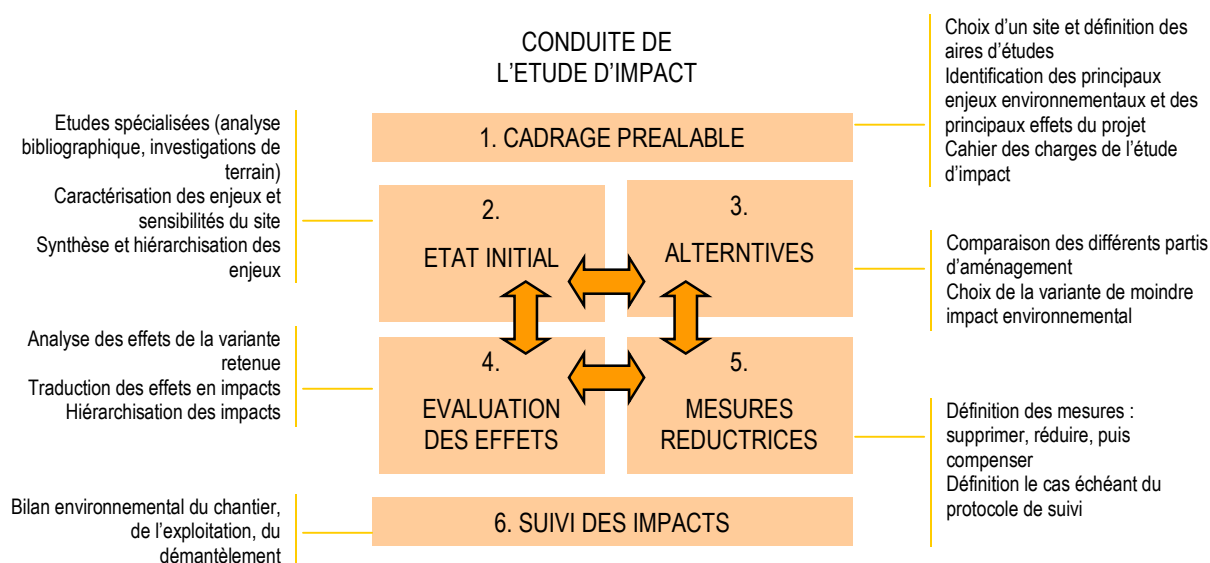 CONDUITE DE
L'ETUDE D'IMPACT
1. CADRAGE PREALABLE
Choix d'un site et définition des
aires d'études
Identification des principaux
enjeux environnementaux et des
principaux effets du projet
Cahier des charges de l'étude
d'impact
Etudes spécialisées (analyse
bibliographique, investigations de
terrain)
Caractérisation des enjeux et
sensibilités du site
Synthèse et hiérarchisation des
enjeux
2.
ETAT INITIAL
3.
ALTERNTIVES
Comparaison des différents partis
d'aménagement
Choix de la variante de moindre
impact environnemental
Analyse des effets de la variante
retenue
Traduction des effets en impacts
Hiérarchisation des impacts
4.
EVALUATION
DES EFFETS
5.
MESURES
REDUCTRICES
Définition des mesures :
supprimer, réduire, puis
compenser
Définition le cas échéant du
protocole de suivi
Bilan environnemental du chantier,
de l'exploitation, du
démantèlement
6. SUIVI DES IMPACTS